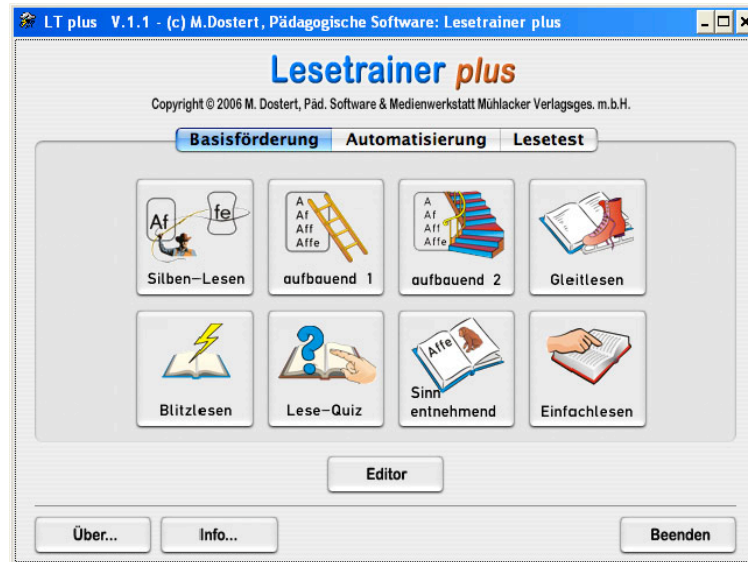 LT plus V.1.1 - (c) M.Dostert, Pädagogische Software: Lesetrainer plus
Lesetrainer plus
Copyright © 2006 M. Dostert, Päd. Software & Medienwerkstatt Mühlacker Verlagsges. m.b.H.
Basisförderung Automatisierung Lesetest
Af fe
A
Af
Aff
Affe
A
Af
Aff
Affe
Silben-Lesen aufbauend 1 aufbauend 2 Gleitlesen
Affe
Blitzlesen Lese-Quiz Sinn entnehmend Einfachlesen
Editor
Über... Info... Beenden